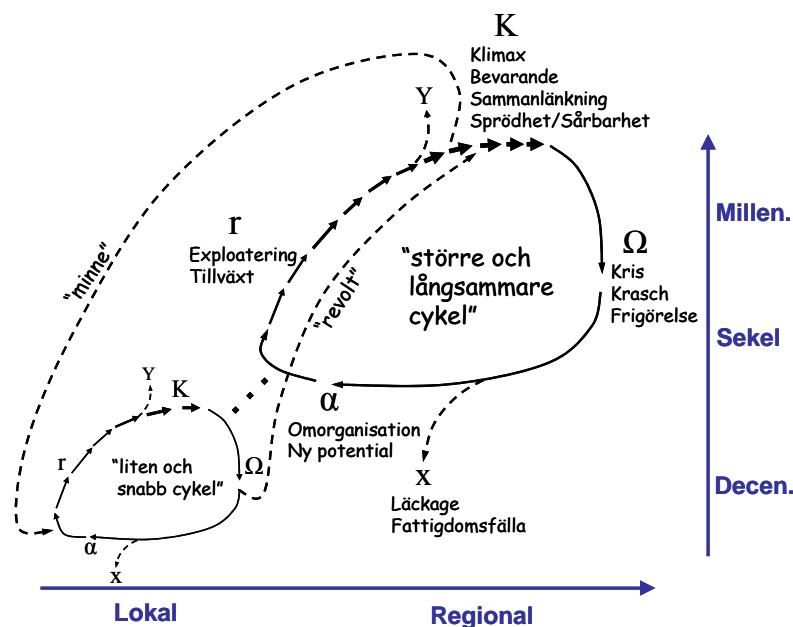 K
Klimax
Bevarande
Sammanlänkning
Sprödhet/Sårbarhet
Y
Millen.
r
Exploatering
Tillväxt
Ω
Kris
Krasch
Frigörelse
"större och
långsammare
cykel"
"minne"
"revolt"
Sekel
α
Omorganisation
Ny potential
Y
K
r
Ω
"liten och
snabb cykel"
x
Läckage
Fattigdomsfälla
Decen.
α
x
Lokal
Regional